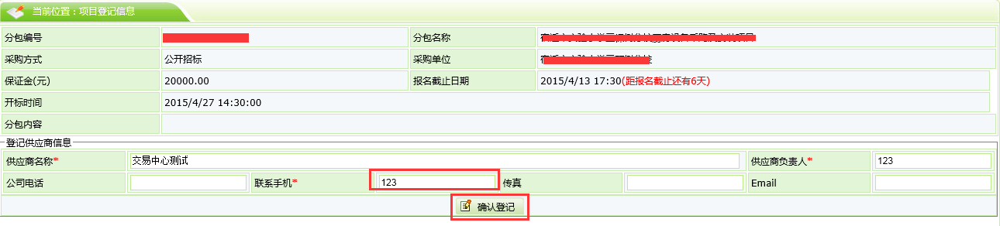 当前位置：项目登记信息
分包编号 分包名称
采购方式 公开招标 采购单位
保证金(元) 20000.00 报名截止日期 2015/4/13 17:30(距报名截止还有6天)
开标时间 2015/4/27 14:30:00
分包内容
登记供应商信息
供应商名称* 交易中心测试 供应商负责人* 123
公司电话 联系手机* 123 传真 Email
确认登记